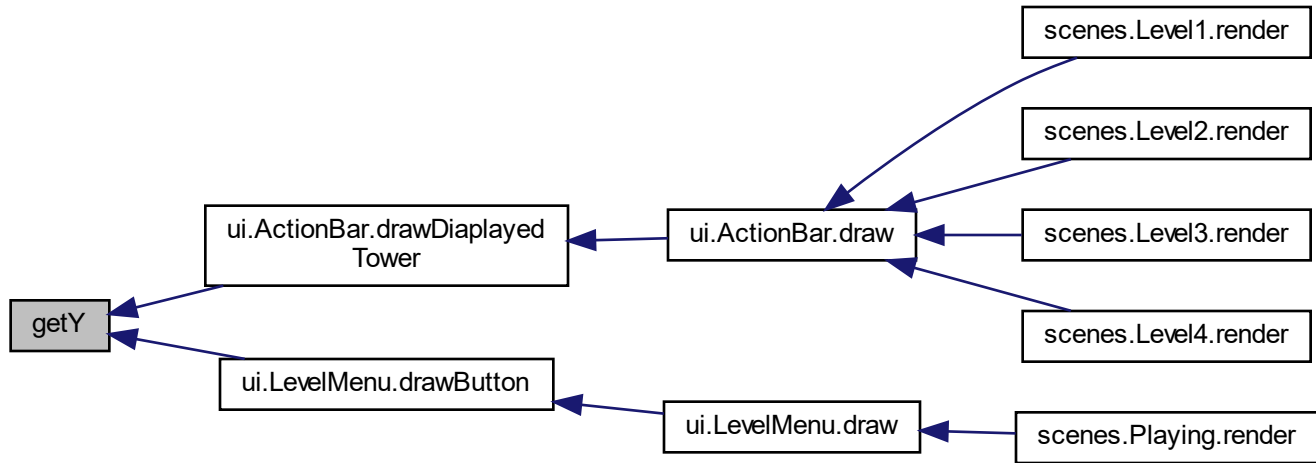 scenes.Level1.render
scenes.Level2.render
ui.ActionBar.drawDiaplayed
Tower
ui.ActionBar.draw
scenes.Level3.render
getY
scenes.Level4.render
ui.LevelMenu.drawButton
ui.LevelMenu.draw
scenes.Playing.render